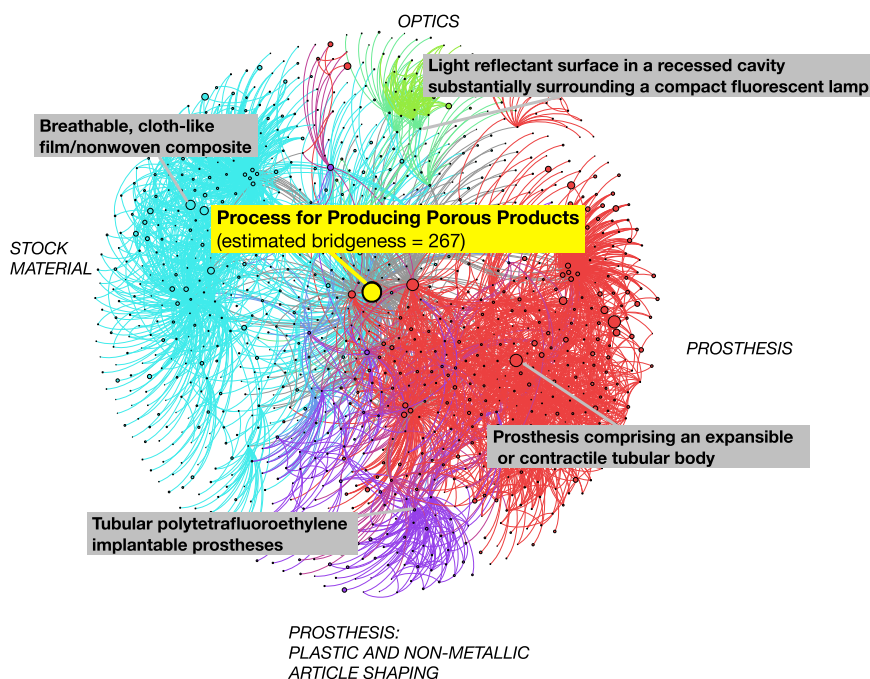 OPTICS
Light reflectant surface in a recessed cavity
substantially surrounding a compact fluorescent lamp
Breathable, cloth-like
film/nonwoven composite
Process for Producing Porous Products
(estimated bridgeness = 267)
STOCK
MATERIAL
PROSTHESIS
Prosthesis comprising an expansible
or contractile tubular body
Tubular polytetrafluoroethylene
implantable prostheses
PROSTHESIS:
PLASTIC AND NON-METALLIC
ARTICLE SHAPING